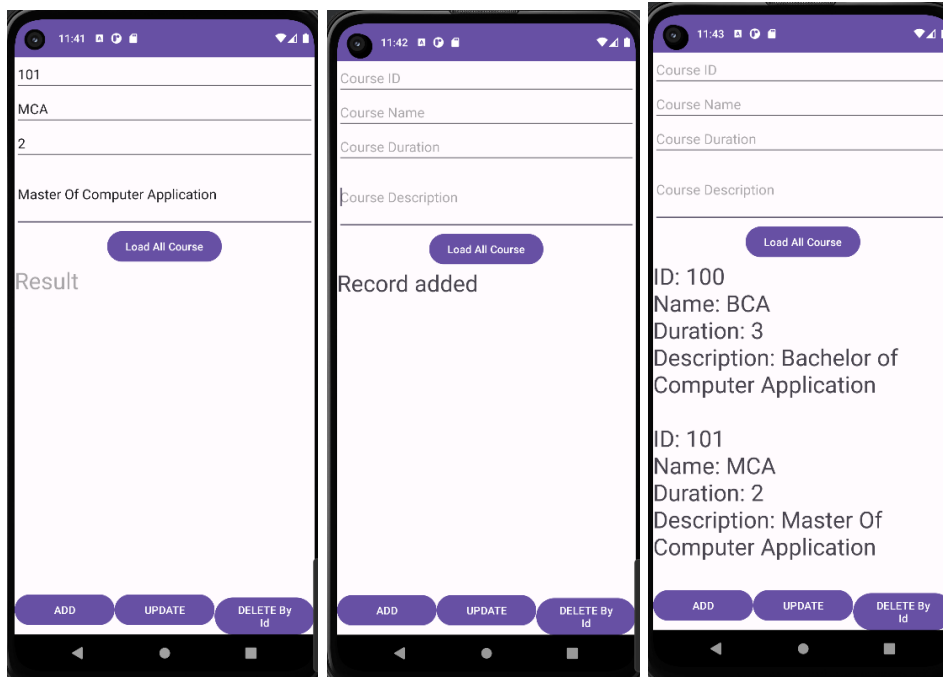 11:41
101
MCA
2
Master Of Computer Application
Load All Course
Result
ADD
UPDATE
DELETE By
Id
11:42
Course ID
Course Name
Course Duration
Course Description
Load All Course
Record added
ADD
UPDATE
DELETE By
Id
11:43
Course ID
Course Name
Course Duration
Course Description
Load All Course
ID: 100
Name: BCA
Duration: 3
Description: Bachelor of
Computer Application
ID: 101
Name: MCA
Duration: 2
Description: Master Of
Computer Application
ADD
UPDATE
DELETE By
Id